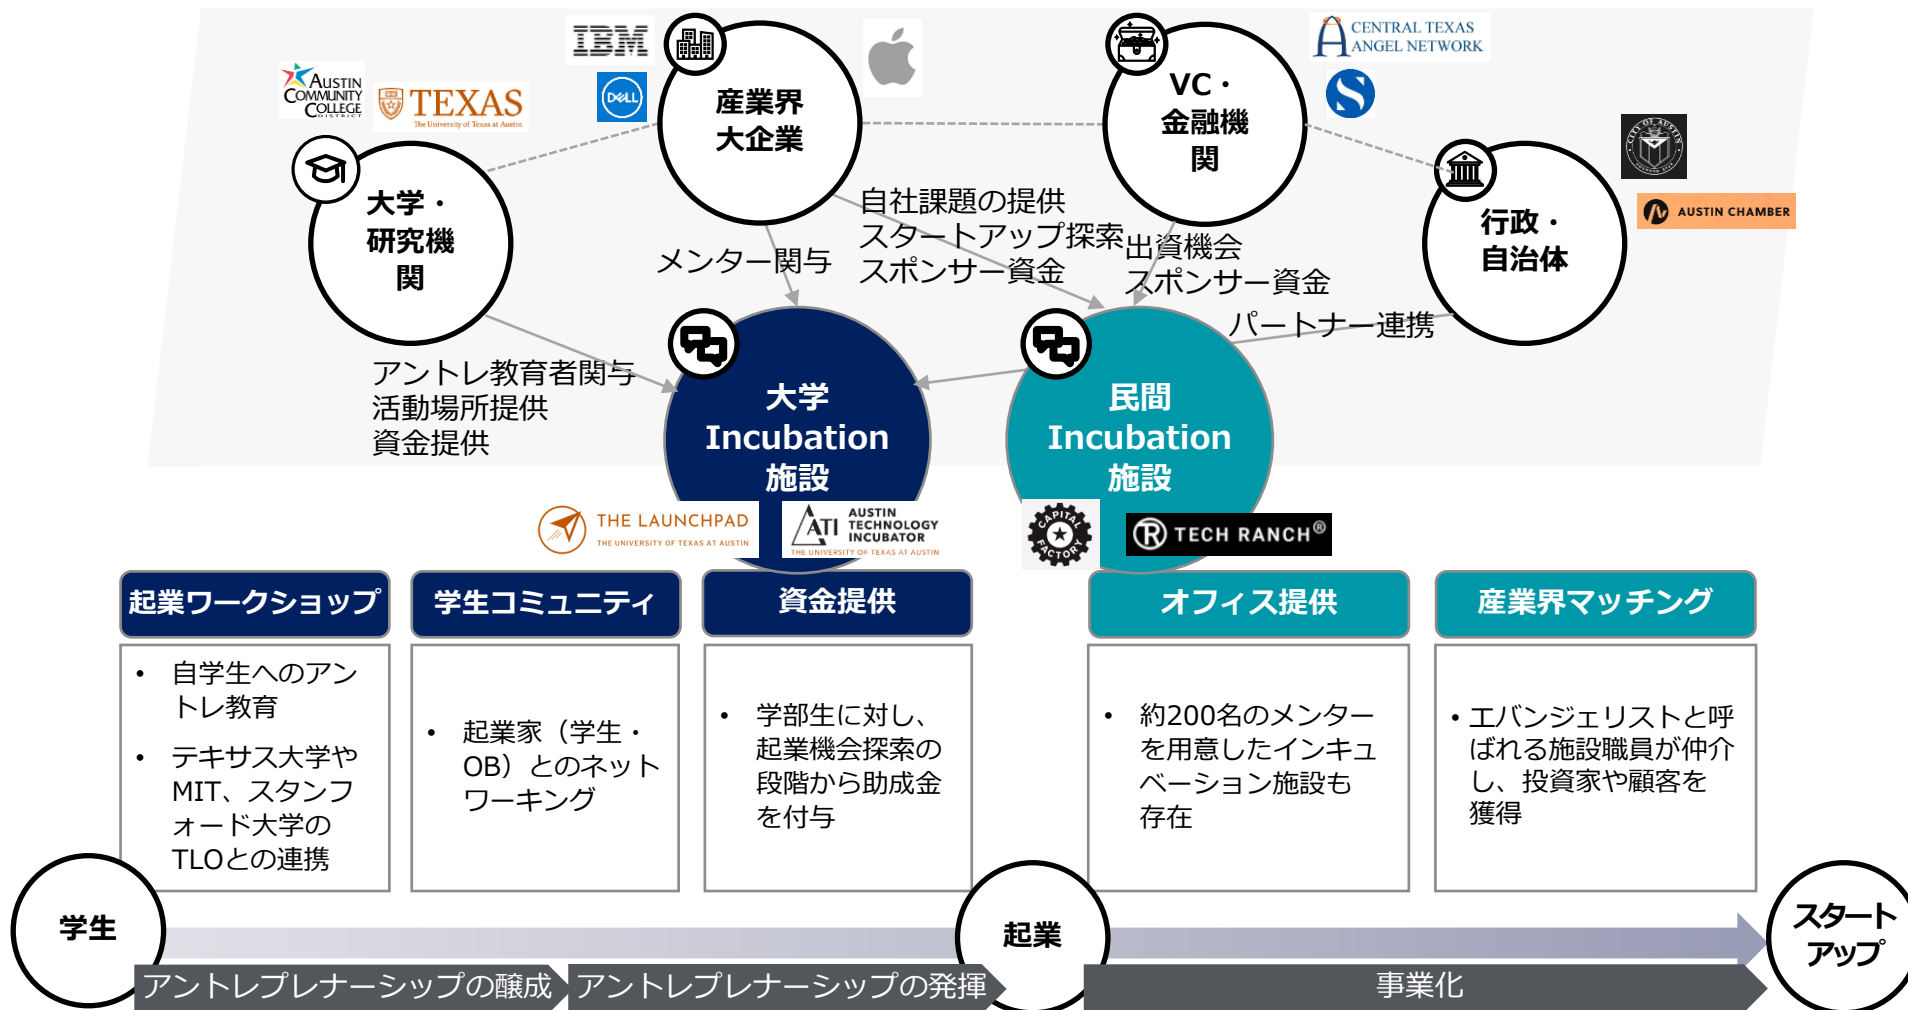 IBM
DELL
CENTRAL TEXAS
ANGEL NETWORK
AUSTIN
COMMUNITY
COLLEGE
DISTRICT
TEXAS
The University of Texas at Austin
産業界
大企業
VC・
金融機
関
CITY OF AUSTIN
AUSTIN CHAMBER
大学・
研究機
関
行政・
自治体
自社課題の提供
スタートアップ探索
スポンサー資金
メンター関与
出資機会
スポンサー資金
パートナー連携
アントレ教育者関与
活動場所提供
資金提供
大学
Incubation
施設
民間
Incubation
施設
THE LAUNCHPAD
THE UNIVERSITY OF TEXAS AT AUSTIN
ATI
AUSTIN
TECHNOLOGY
INCUBATOR
THE UNIVERSITY OF TEXAS AT AUSTIN
CAPITAL
FACTORY
TECH RANCH®
起業ワークショップ
学生コミュニティ
資金提供
オフィス提供
産業界マッチング
• 自学生へのアン
トレ教育
• テキサス大学や
MIT、スタンフ
ォード大学の
TLOとの連携
• 起業家（学生・
OB）とのネット
ワーキング
• 学部生に対し、
起業機会探索の
段階から助成金
を付与
• 約200名のメンター
を用意したインキュ
ベーション施設も
存在
• エバンジェリストと呼
ばれる施設職員が仲介
し、投資家や顧客を
獲得
学生
起業
スタート
アップ
アントレプレナーシップの醸成
アントレプレナーシップの発揮
事業化